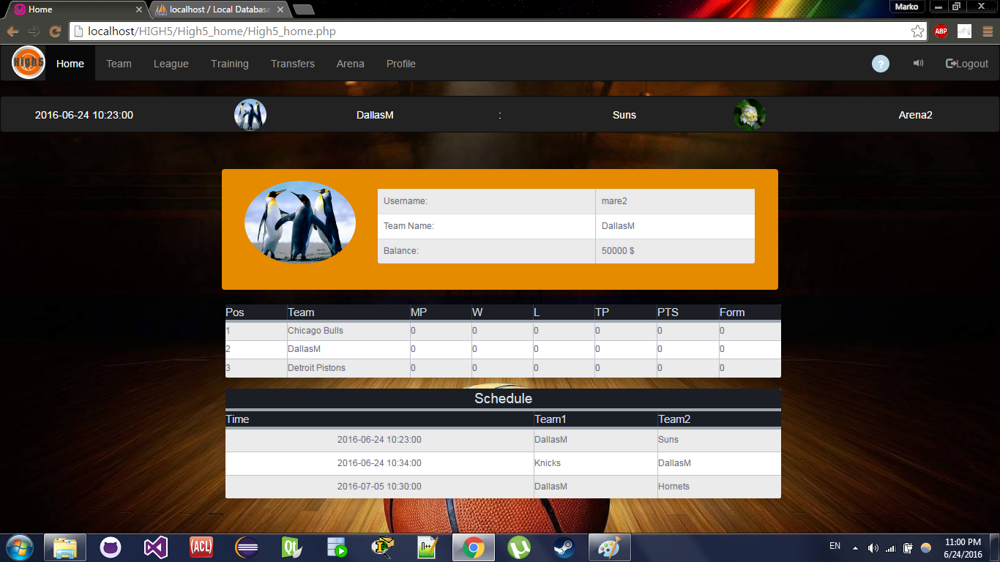 Home
localhost / Local Database
Marko
localhost/HIGH5/High5_home/High5_home.php
ABP
High5
Home Team League Training Transfers Arena Profile ? Logout
2016-06-24 10:23:00 DallasM : Suns Arena2
Username: mare2
Team Name: DallasM
Balance: 50000 $
Pos Team MP W L TP PTS Form
1 Chicago Bulls 0 0 0 0 0 0
2 DallasM 0 0 0 0 0 0
3 Detroit Pistons 0 0 0 0 0 0
Schedule
Time Team1 Team2
2016-06-24 10:23:00 DallasM Suns
2016-06-24 10:34:00 Knicks DallasM
2016-07-05 10:30:00 DallasM Hornets
{ACL} Qt
EN 11:00 PM
6/24/2016